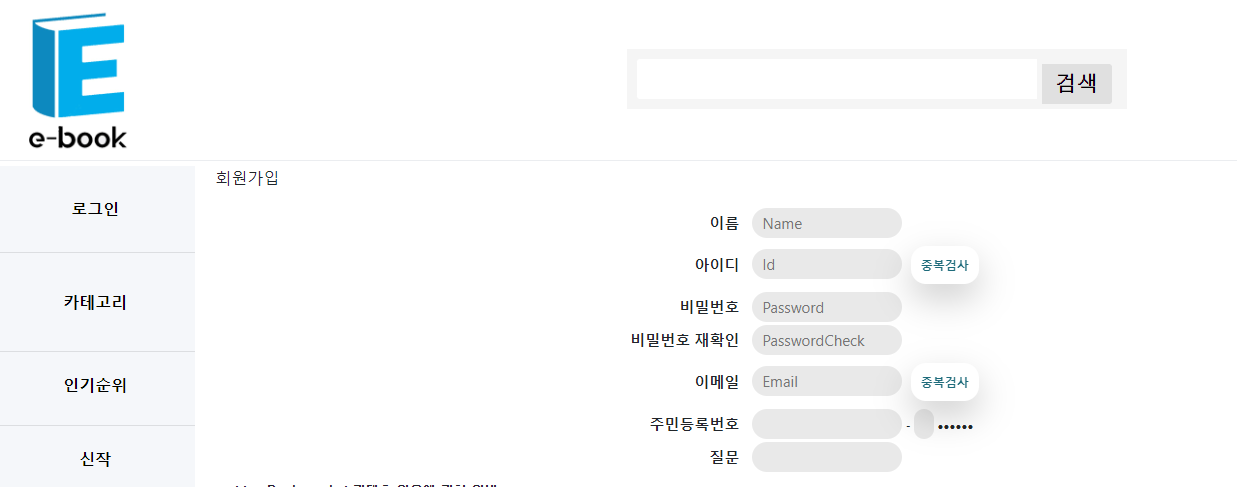 E
e-book
검색
로그인
카테고리
인기순위
신작
회원가입
이름 Name
아이디 Id 중복검사
비밀번호 Password
비밀번호 재확인 PasswordCheck
이메일 Email 중복검사
주민등록번호 - ••••••
질문